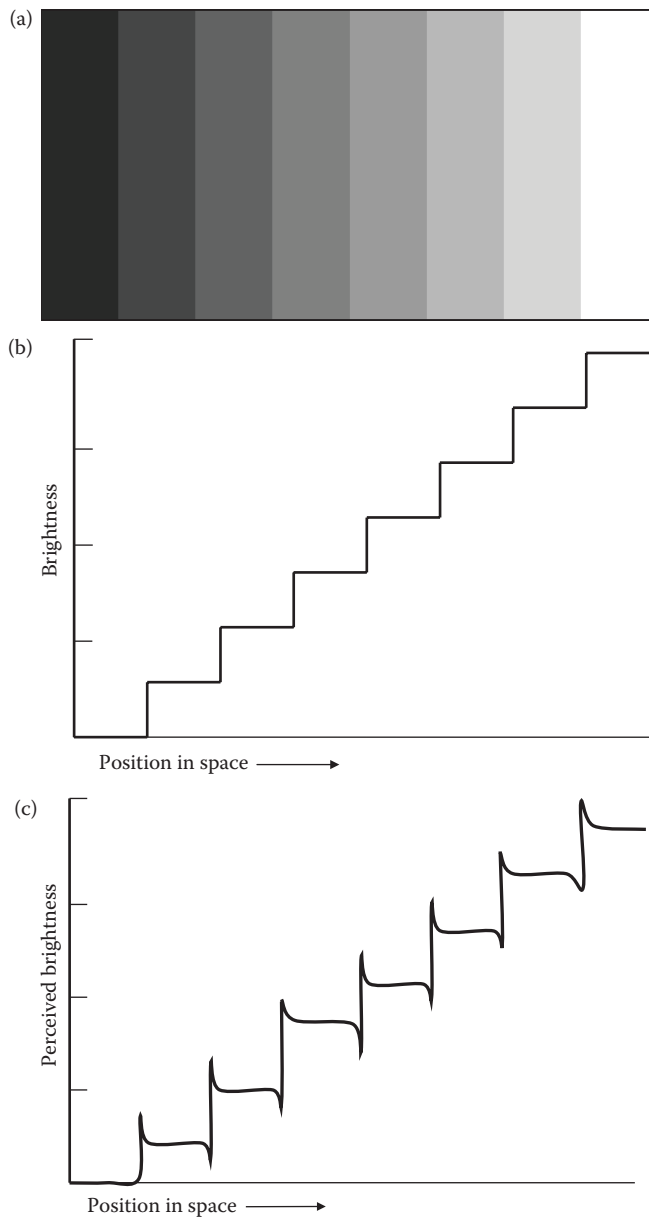 (a)
(b)
Brightness
Position in space
(c)
Perceived brightness
Position in space